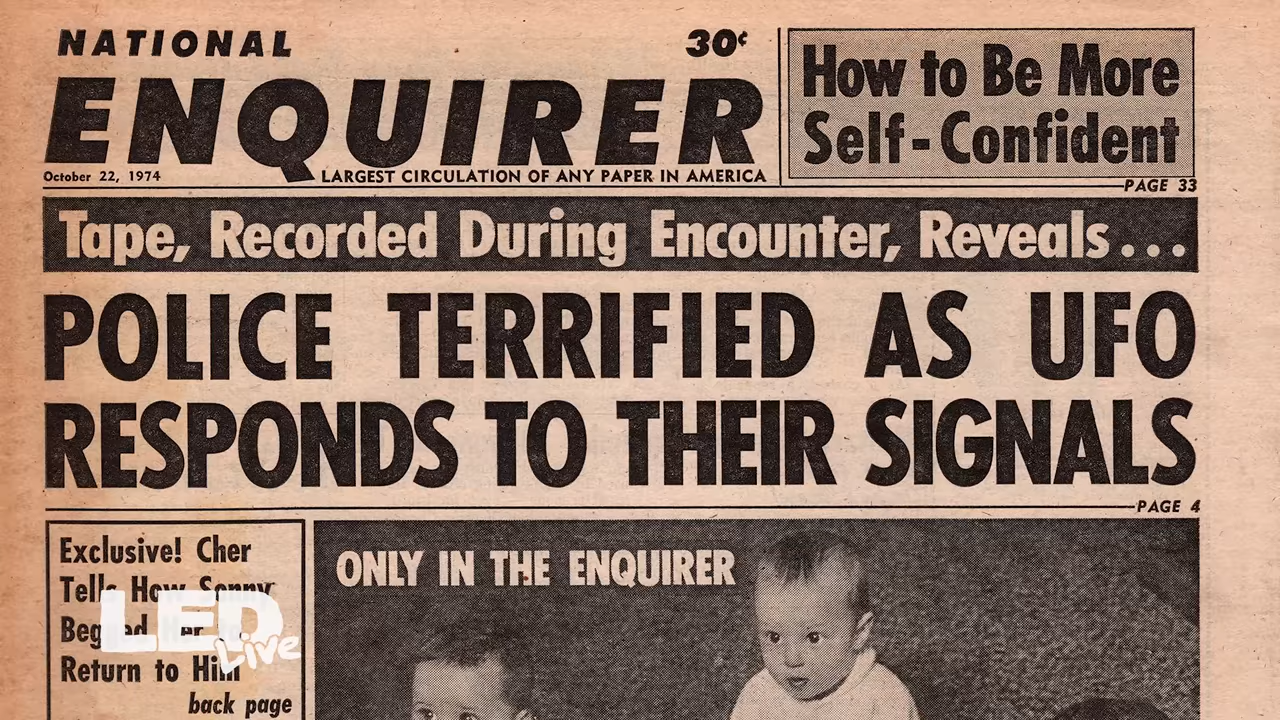 NATIONAL
30¢
ENQUIRER
October 22, 1974
LARGEST CIRCULATION OF ANY PAPER IN AMERICA
How to Be More
Self-Confident
PAGE 33
Tape, Recorded During Encounter, Reveals...
POLICE TERRIFIED AS UFO
RESPONDS TO THEIR SIGNALS
PAGE 4
Exclusive! Cher
Tells How Sonny
Begged Her to
Return to Him
back page
ONLY IN THE ENQUIRER
LED
Live